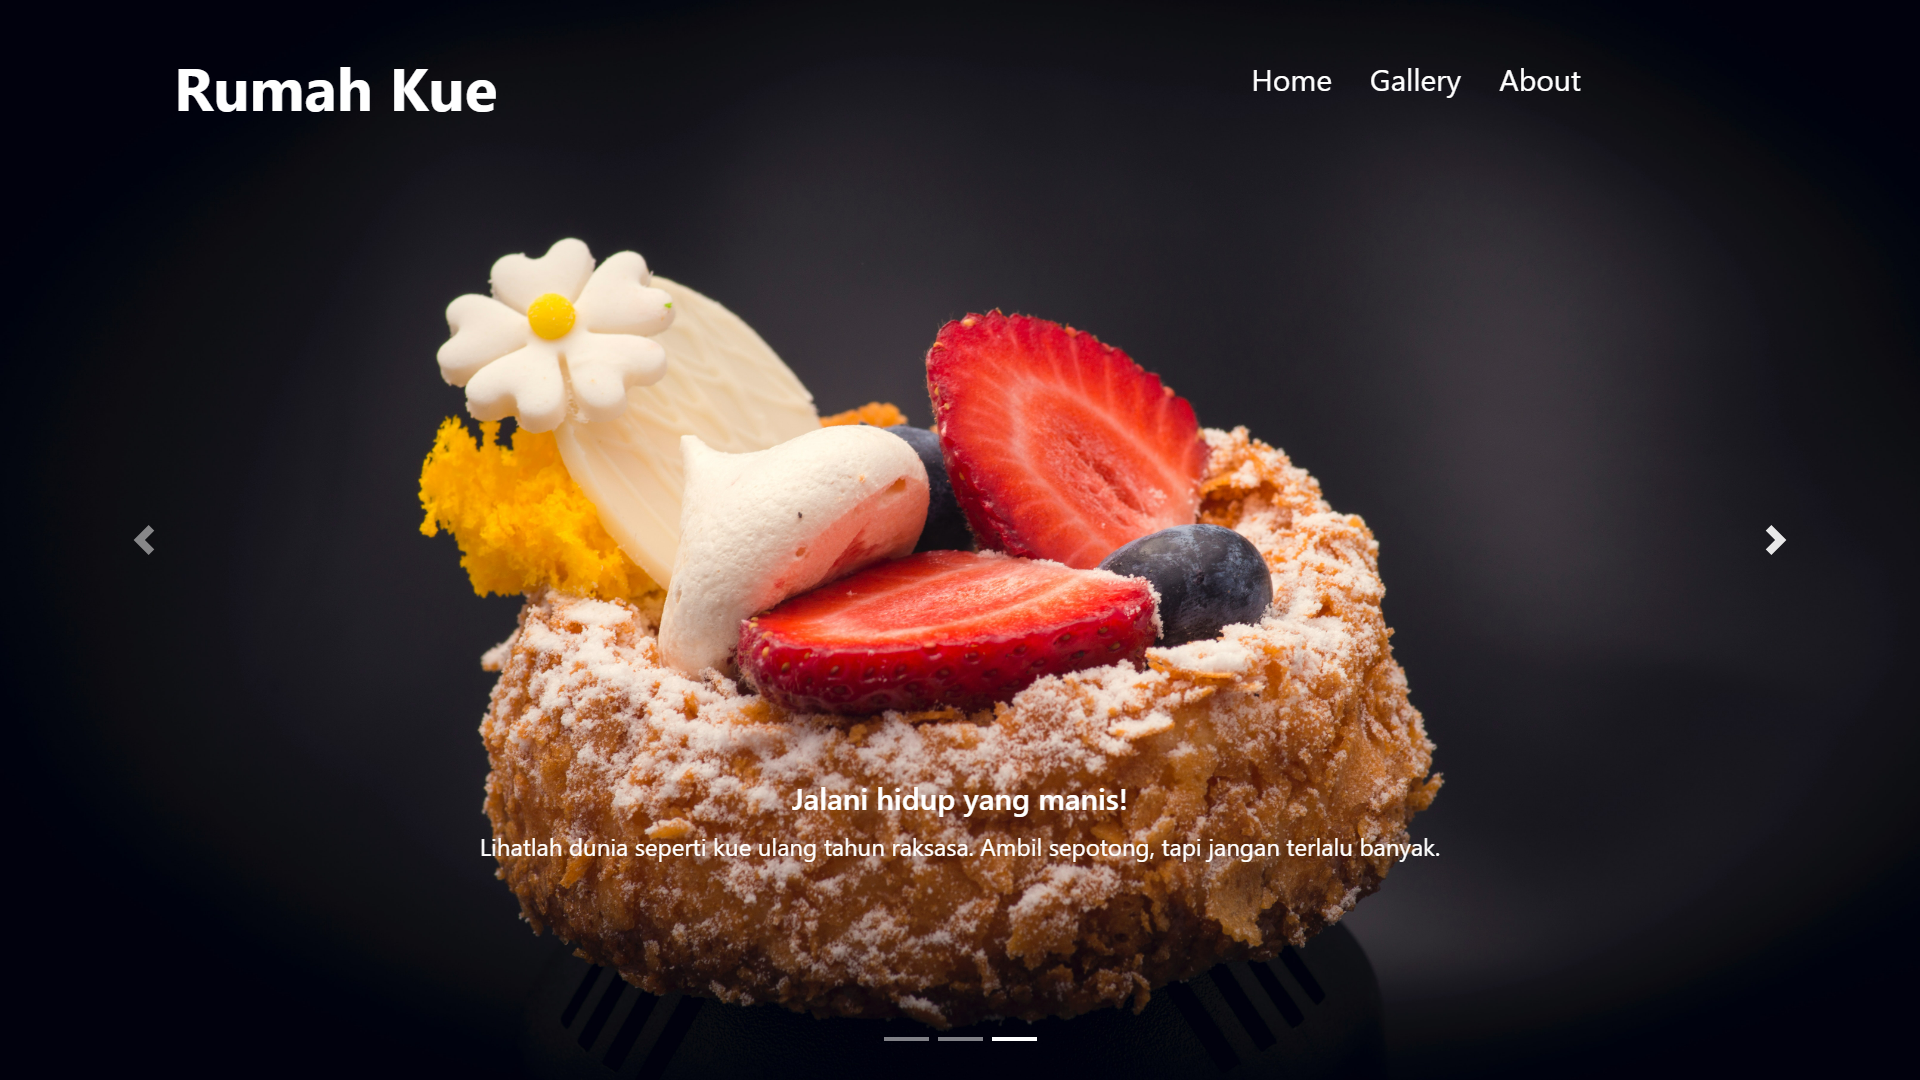 Rumah Kue
Home Gallery About
Jalani hidup yang manis!
Lihatlah dunia seperti kue ulang tahun raksasa. Ambil sepotong, tapi jangan terlalu banyak.